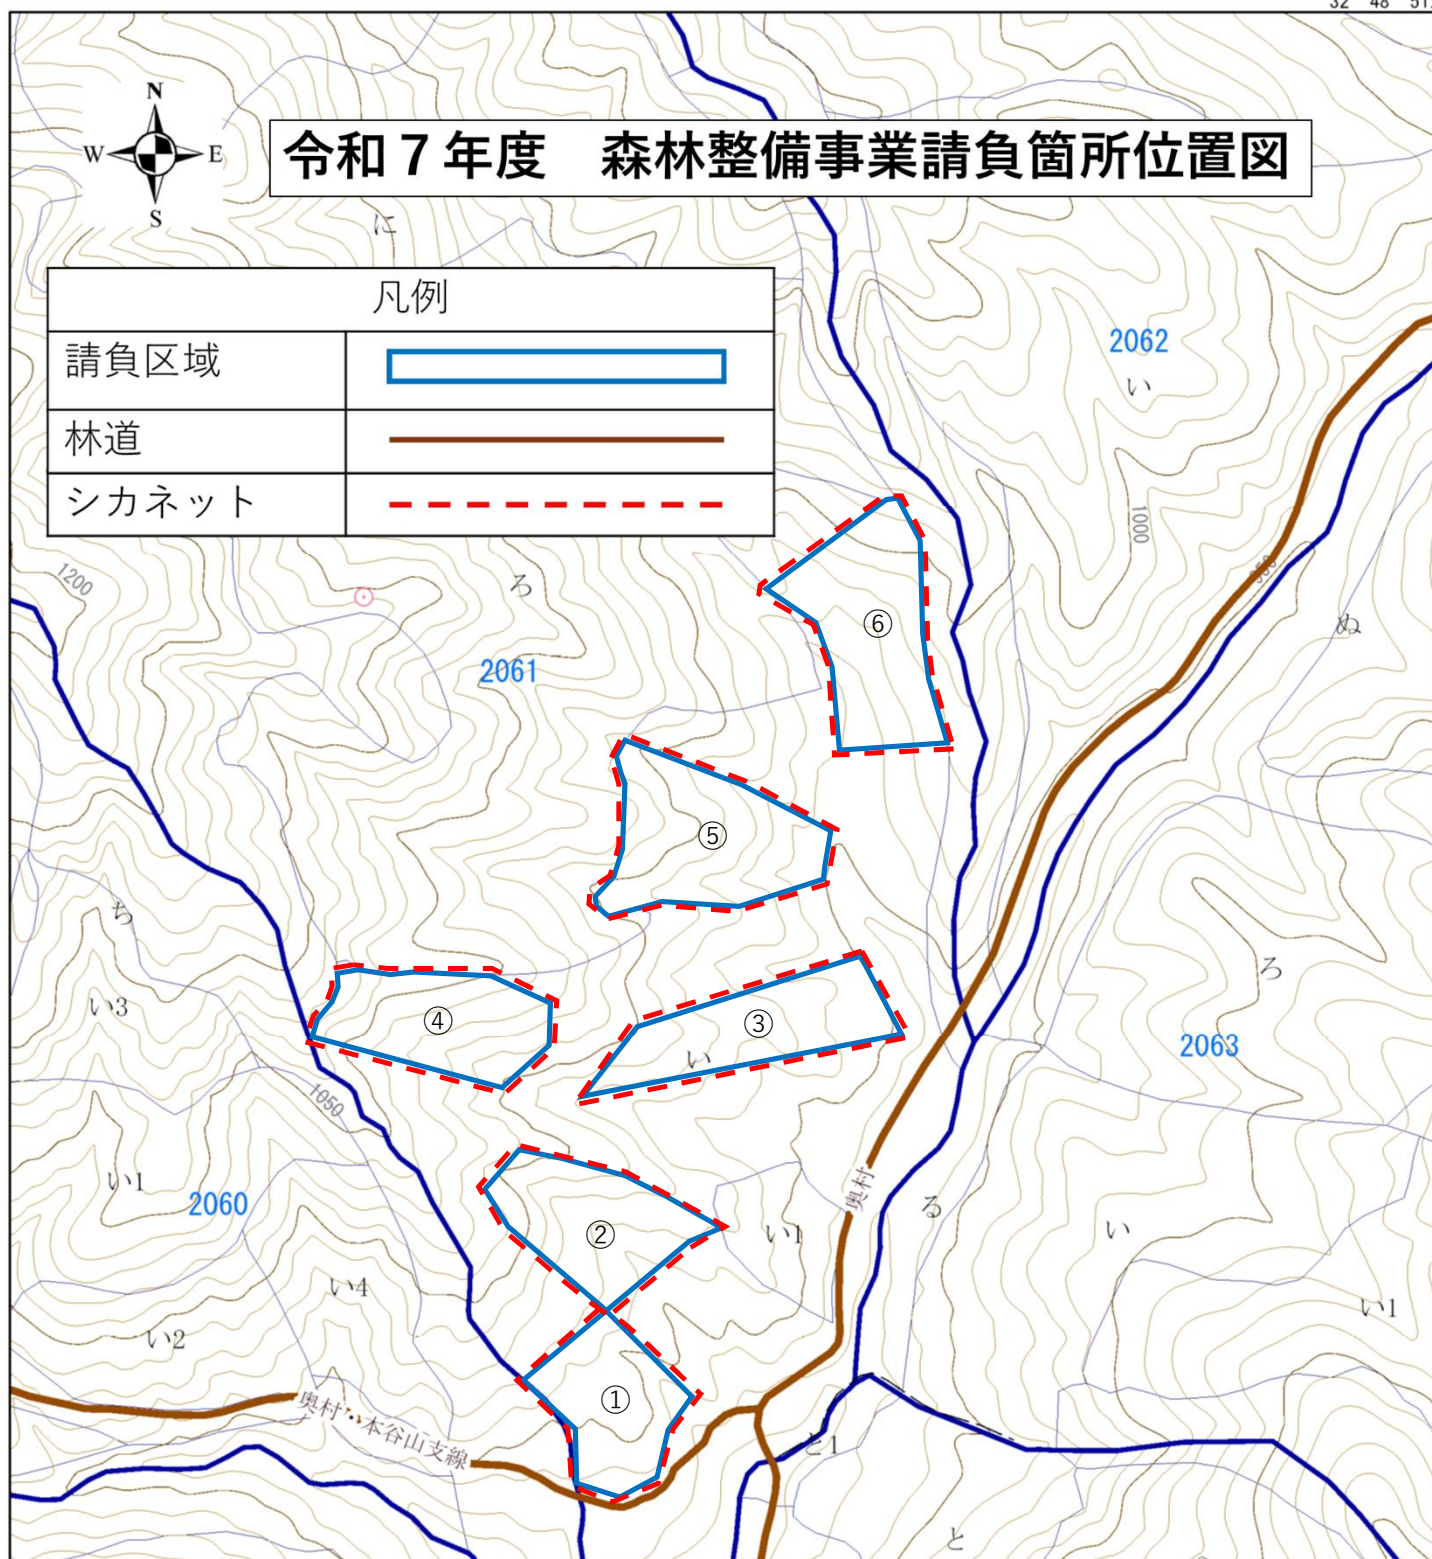 32 48 51
N
W E
S
令和７年度　森林整備事業請負箇所位置図
に
凡例
請負区域
林道
シカネット
2062
い
1000
950
1200
ろ
⑥
ぬ
2061
⑤
ち
い3
④
③
い
ろ
2063
1050
い1
2060
奥村
る
い
②
い1
い4
い1
い2
①
奥村・本谷山支線
と1
と